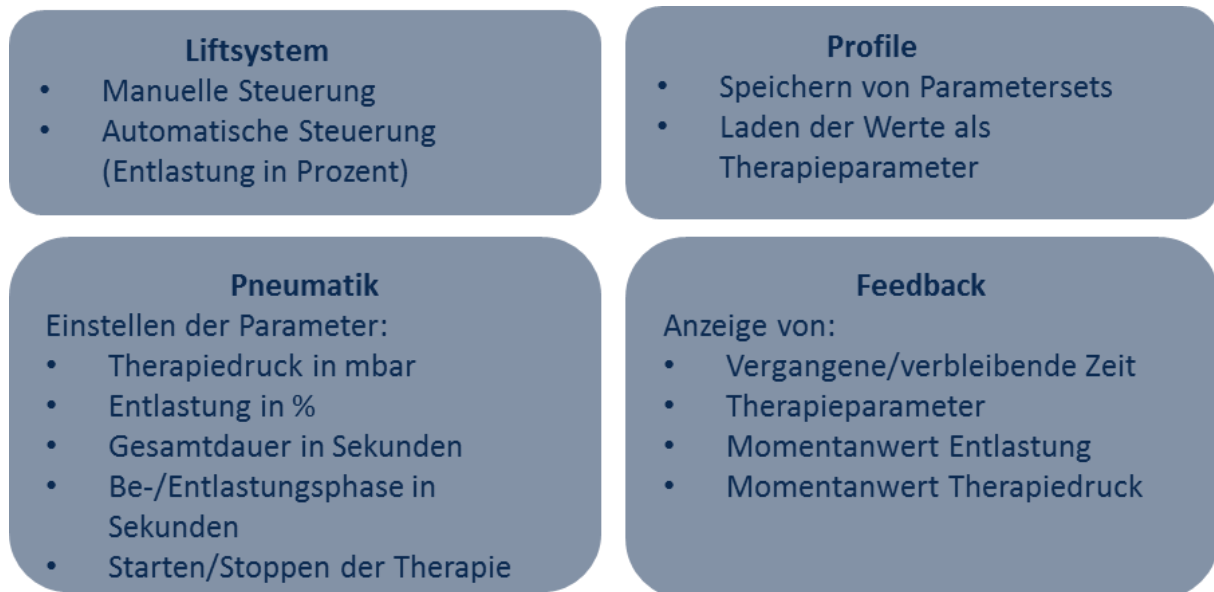 Liftsystem
• Manuelle Steuerung
• Automatische Steuerung
(Entlastung in Prozent)
Profile
• Speichern von Parametersets
• Laden der Werte als
Therapieparameter
Pneumatik
Einstellen der Parameter:
• Therapiedruck in mbar
• Entlastung in %
• Gesamtdauer in Sekunden
• Be-/Entlastungsphase in
Sekunden
• Starten/Stoppen der Therapie
Feedback
Anzeige von:
• Vergangene/verbleibende Zeit
• Therapieparameter
• Momentanwert Entlastung
• Momentanwert Therapiedruck